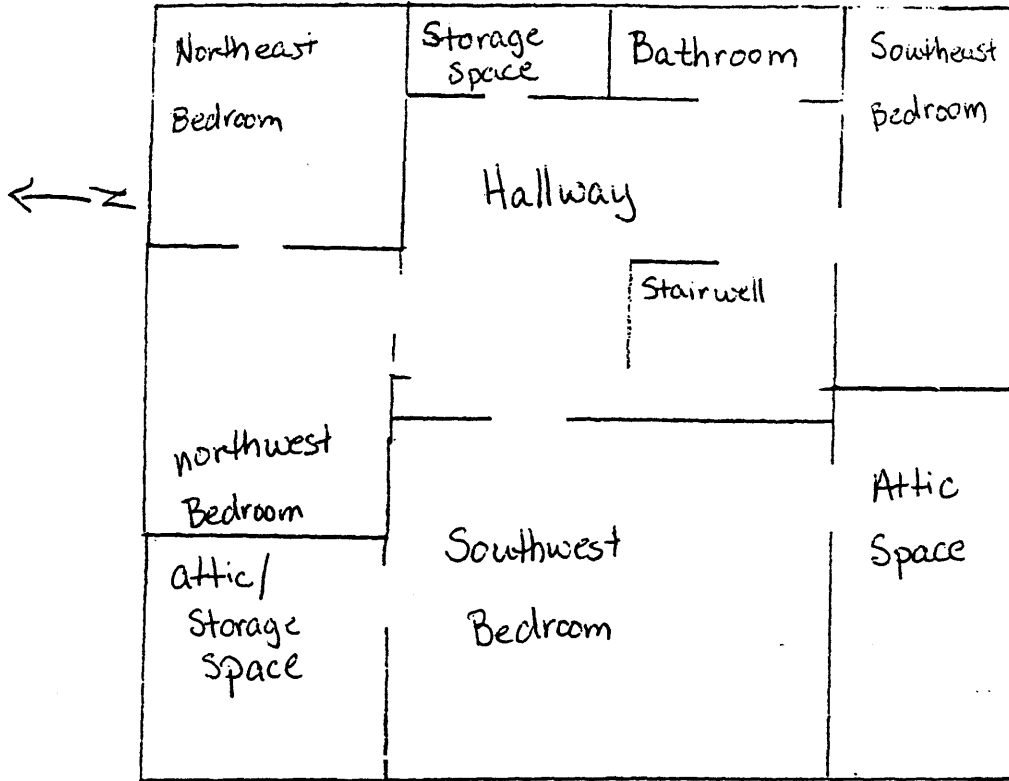 Northeast
Bedroom
Storage
Space
Bathroom
Southeast
Bedroom
N
Hallway
Stairwell
northwest
Bedroom
attic/
Storage
Space
Southwest
Bedroom
Attic
Space